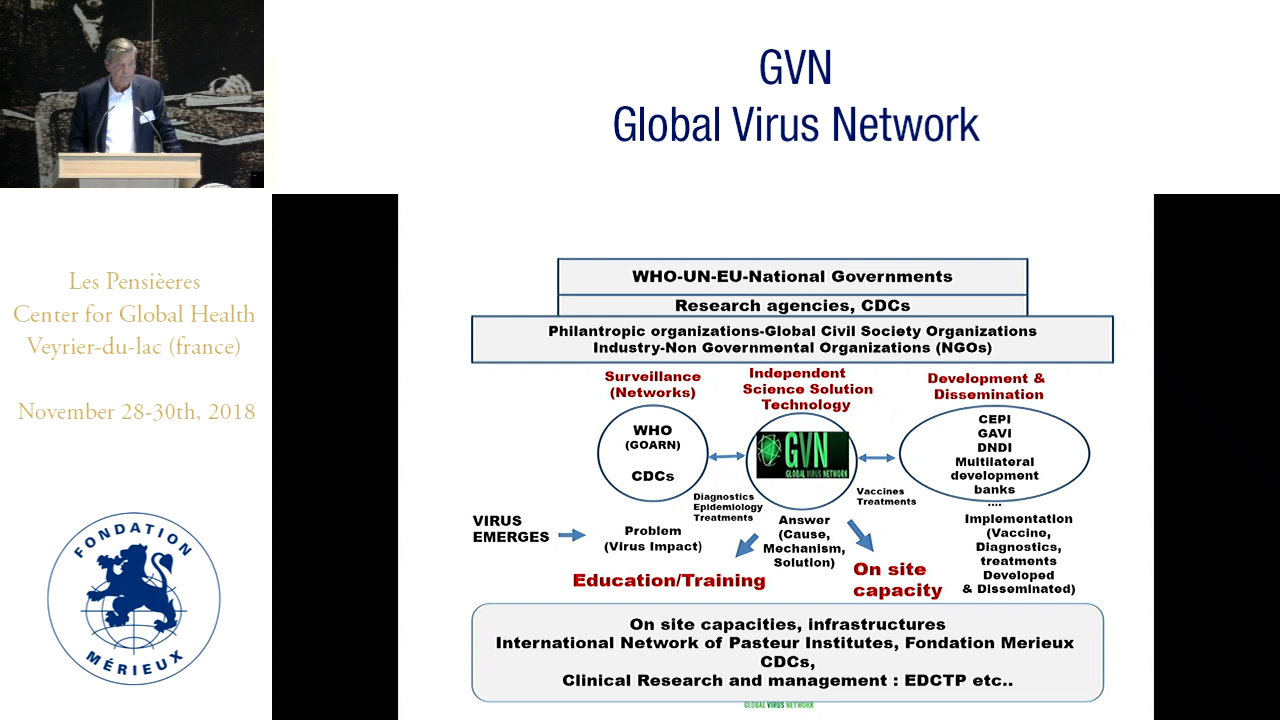 GVN
Global Virus Network
Les Pensièeres
Center for Global Health
Veyrier-du-lac (france)
November 28-30th, 2018
FONDATION
MÉRIEUX
WHO-UN-EU-National Governments
Research agencies, CDCs
Philantropic organizations-Global Civil Society Organizations
Industry-Non Governmental Organizations (NGOs)
Surveillance
(Networks)
Independent
Science Solution
Technology
Development &
Dissemination
WHO
(GOARN)
CDCs
GVN
GLOBAL VIRUS NETWORK
CEPI
GAVI
DNDI
Multilateral
development
banks
....
Diagnostics
Epidemiology
Treatments
Vaccines
Treatments
VIRUS
EMERGES
Problem
(Virus Impact)
Answer
(Cause,
Mechanism,
Solution)
Implementation
(Vaccine,
Diagnostics,
treatments
Developed
& Disseminated)
Education/Training
On site
capacity
On site capacities, infrastructures
International Network of Pasteur Institutes, Fondation Merieux
CDCs,
Clinical Research and management : EDCTP etc..
GLOBAL VIRUS NETWORK